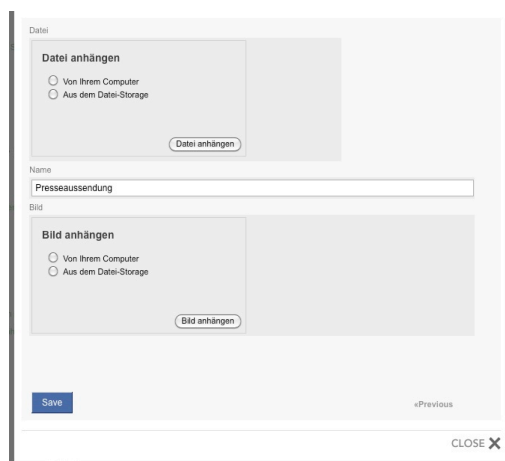 Datei
Datei anhängen
Von Ihrem Computer
Aus dem Datei-Storage
Datei anhängen
Name
Presseaussendung
Bild
Bild anhängen
Von Ihrem Computer
Aus dem Datei-Storage
Bild anhängen
Save
«Previous
CLOSE